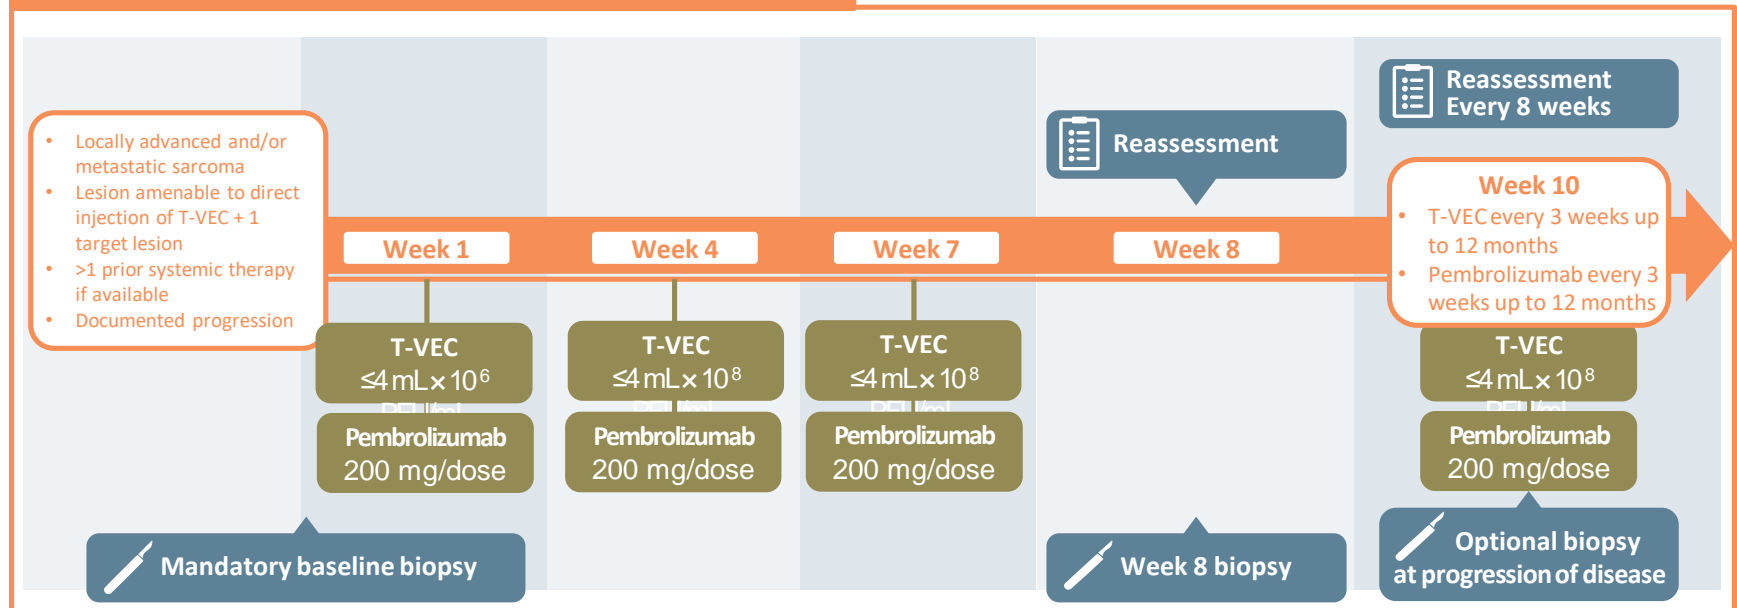 • Locally advanced and/or
metastatic sarcoma
• Lesion amenable to direct
injection of T-VEC + 1
target lesion
• >1 prior systemic therapy
if available
• Documented progression
Week 1
T-VEC
≤4 mL × 10⁶
Pembrolizumab
200 mg/dose
Mandatory baseline biopsy
Week 4
T-VEC
≤4 mL × 10⁸
Pembrolizumab
200 mg/dose
Week 7
T-VEC
≤4 mL × 10⁸
Pembrolizumab
200 mg/dose
Reassessment
Week 8
Week 8 biopsy
Reassessment
Every 8 weeks
Week 10
• T-VEC every 3 weeks up
to 12 months
• Pembrolizumab every 3
weeks up to 12 months
T-VEC
≤4 mL × 10⁸
Pembrolizumab
200 mg/dose
Optional biopsy
at progression of disease